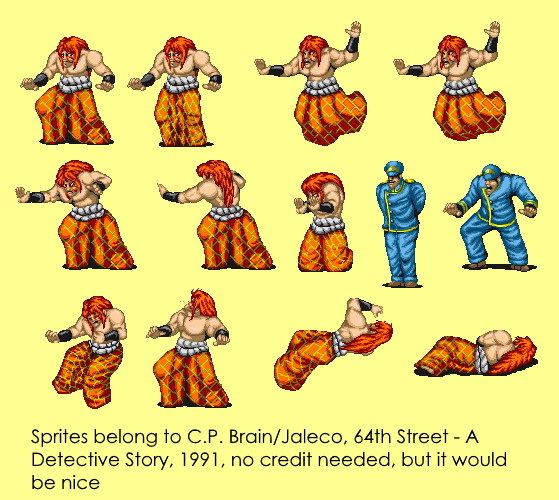 Sprites belong to C.P. Brain/Jaleco, 64th Street - A
Detective Story, 1991, no credit needed, but it would
be nice